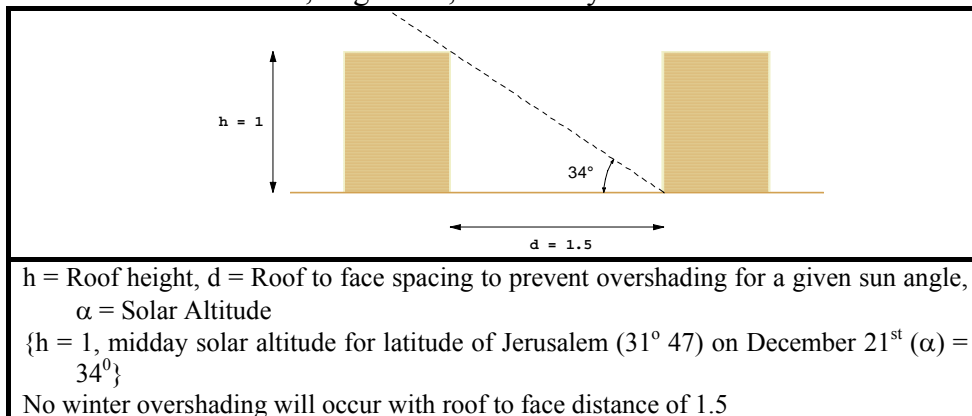 h = 1
34°
d = 1.5
h = Roof height, d = Roof to face spacing to prevent overshading for a given sun angle,
α = Solar Altitude
{h = 1, midday solar altitude for latitude of Jerusalem (31° 47) on December 21st (α) =
34⁰}
No winter overshading will occur with roof to face distance of 1.5